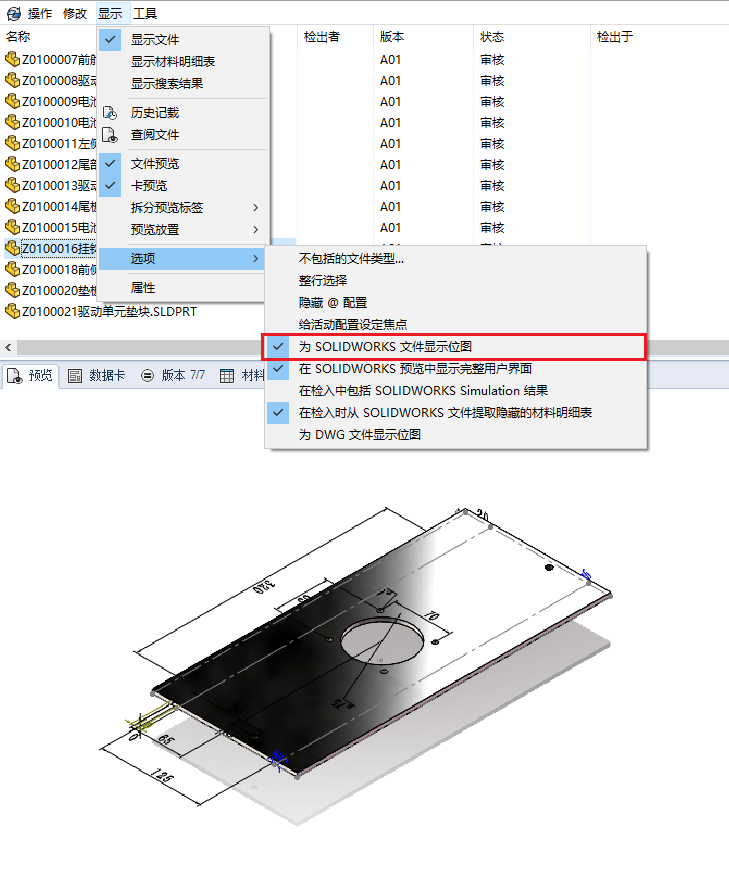 操作 修改 显示 工具
名称 检出者 版本 状态 检出于
显示文件
显示材料明细表
显示搜索结果
历史记载
查阅文件
文件预览
卡预览
拆分预览标签
预览放置
选项
属性
Z0100007前 A01 审核
Z0100008驱动 A01 审核
Z0100009电池 A01 审核
Z0100010电池 A01 审核
Z0100011左 A01 审核
Z0100012尾部 A01 审核
Z0100013驱动 A01 审核
Z0100014尾板 A01 审核
Z0100015电池 A01 审核
Z0100016挂
Z0100018前
Z0100020垫板
Z0100021驱动单元垫块.SLDPRT
不包括的文件类型...
整行选择
隐藏 @ 配置
给活动配置设定焦点
为 SOLIDWORKS 文件显示位图
在 SOLIDWORKS 预览中显示完整用户界面
在检入中包括 SOLIDWORKS Simulation 结果
在检入时从 SOLIDWORKS 文件提取隐藏的材料明细表
为 DWG 文件显示位图
预览 数据卡 版本 7/7 材料
20
320
70
65
125